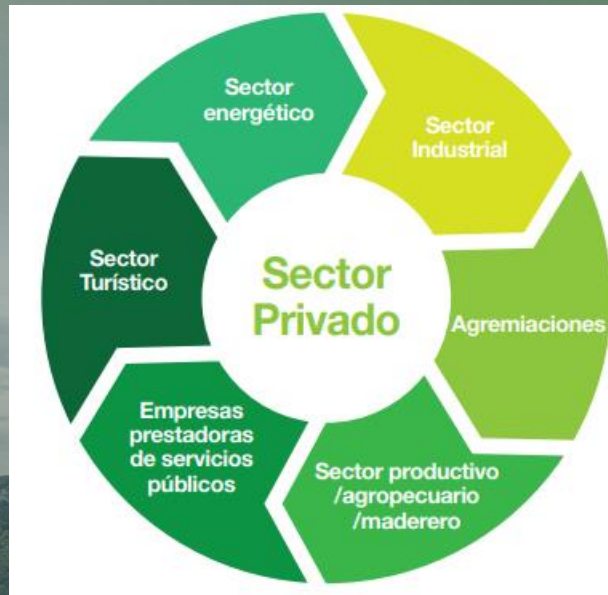 Sector
energético
Sector
Industrial
Sector
Turístico
Sector
Privado
Agremiaciones
Empresas
prestadoras
de servicios
públicos
Sector productivo
/agropecuario
/maderero